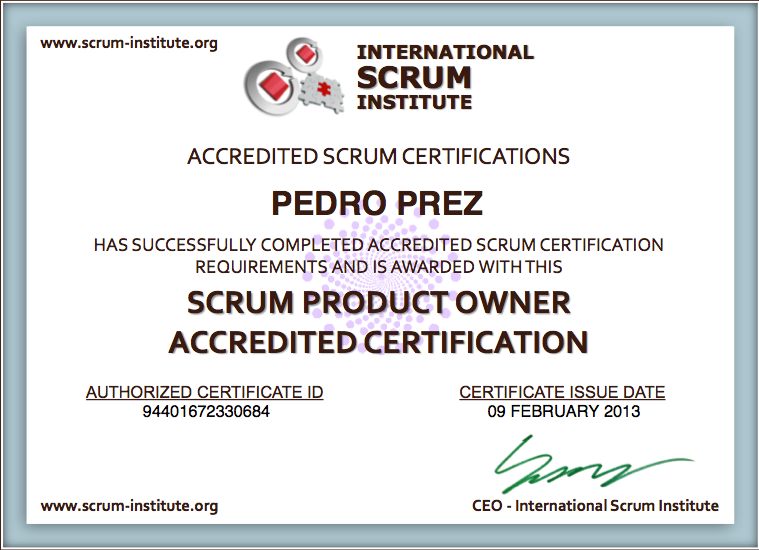 www.scrum-institute.org
INTERNATIONAL
SCRUM
INSTITUTE
ACCREDITED SCRUM CERTIFICATIONS
PEDRO PREZ
HAS SUCCESSFULLY COMPLETED ACCREDITED SCRUM CERTIFICATION
REQUIREMENTS AND IS AWARDED WITH THIS
SCRUM PRODUCT OWNER
ACCREDITED CERTIFICATION
AUTHORIZED CERTIFICATE ID
94401672330684
CERTIFICATE ISSUE DATE
09 FEBRUARY 2013
www.scrum-institute.org
CEO - International Scrum Institute